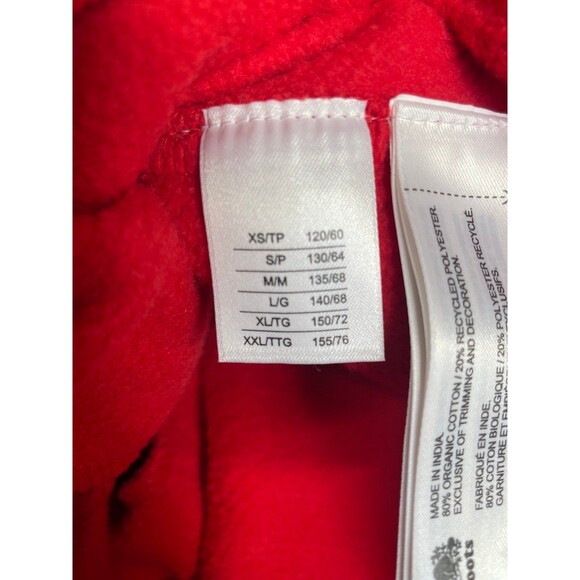 XS/TP 120/60
S/P 130/64
M/M 135/68
L/G 140/68
XL/TG 150/72
XXL/TTG 155/76
MADE IN INDIA.
80% ORGANIC COTTON / 20% RECYCLED POLYESTER.
EXCLUSIVE OF TRIMMING AND DECORATION.
FABRIQUÉ EN INDE.
80% COTON BIOLOGIQUE / 20% POLYESTER RECYCLÉ.
GARNITURE ET